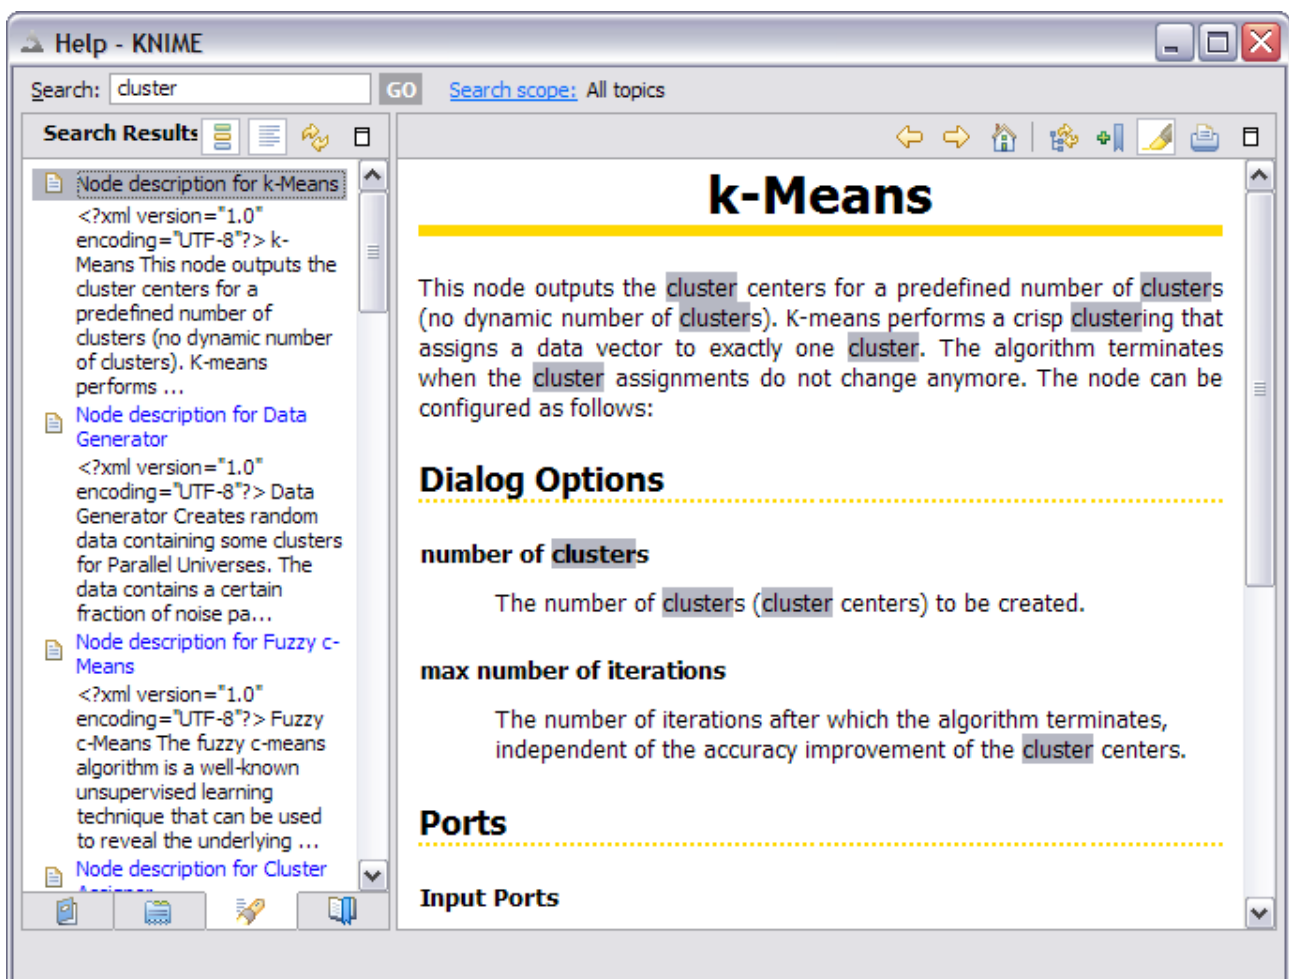 Help - KNIME
Search: cluster GO Search scope: All topics
Search Results
Node description for k-Means
<?xml version="1.0"
encoding="UTF-8"?> k-
Means This node outputs the
cluster centers for a
predefined number of
clusters (no dynamic number
of clusters). K-means
performs ...
Node description for Data
Generator
<?xml version="1.0"
encoding="UTF-8"?> Data
Generator Creates random
data containing some clusters
for Parallel Universes. The
data contains a certain
fraction of noise pa...
Node description for Fuzzy c-
Means
<?xml version="1.0"
encoding="UTF-8"?> Fuzzy
c-Means The fuzzy c-means
algorithm is a well-known
unsupervised learning
technique that can be used
to reveal the underlying ...
Node description for Cluster
k-Means
This node outputs the cluster centers for a predefined number of clusters
(no dynamic number of clusters). K-means performs a crisp clustering that
assigns a data vector to exactly one cluster. The algorithm terminates
when the cluster assignments do not change anymore. The node can be
configured as follows:
Dialog Options
number of clusters
The number of clusters (cluster centers) to be created.
max number of iterations
The number of iterations after which the algorithm terminates,
independent of the accuracy improvement of the cluster centers.
Ports
Input Ports